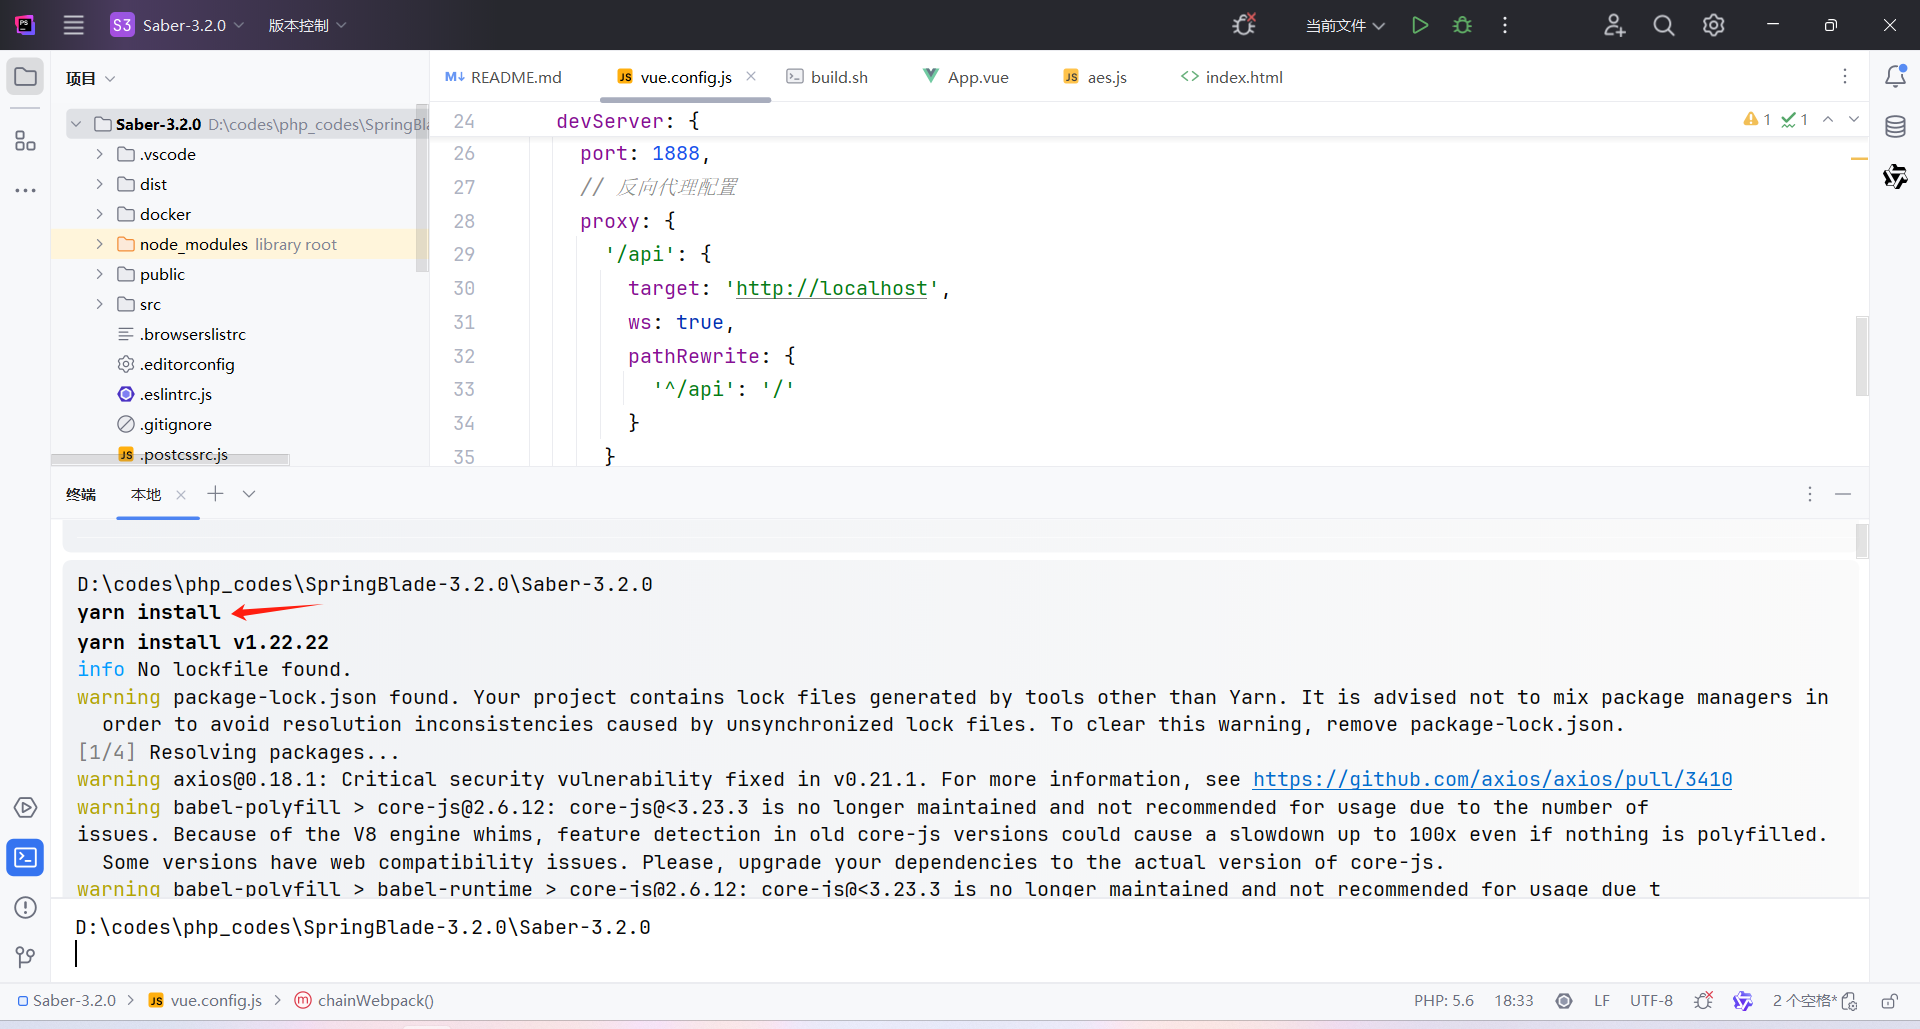 S3 Saber-3.2.0 版本控制 当前文件
项目
README.md vue.config.js build.sh App.vue aes.js <> index.html
Saber-3.2.0 D:\codes\php_codes\SpringBl
.vscode
dist
docker
node_modules library root
public
src
.browserslistrc
.editorconfig
.eslintrc.js
.gitignore
JS .postcssrc.js
24 devServer: { 1 1
26 port: 1888,
27 // 反向代理配置
28 proxy: {
29 '/api': {
30 target: 'http://localhost',
31 ws: true,
32 pathRewrite: {
33 '^/api': '/'
34 }
35 }
终端 本地
D:\codes\php_codes\SpringBlade-3.2.0\Saber-3.2.0
yarn install
yarn install v1.22.22
info No lockfile found.
warning package-lock.json found. Your project contains lock files generated by tools other than Yarn. It is advised not to mix package managers in
order to avoid resolution inconsistencies caused by unsynchronized lock files. To clear this warning, remove package-lock.json.
[1/4] Resolving packages...
warning axios@0.18.1: Critical security vulnerability fixed in v0.21.1. For more information, see https://github.com/axios/axios/pull/3410
warning babel-polyfill > core-js@2.6.12: core-js@<3.23.3 is no longer maintained and not recommended for usage due to the number of
issues. Because of the V8 engine whims, feature detection in old core-js versions could cause a slowdown up to 100x even if nothing is polyfilled.
Some versions have web compatibility issues. Please, upgrade your dependencies to the actual version of core-js.
warning babel-polyfill > babel-runtime > core-js@2.6.12: core-js@<3.23.3 is no longer maintained and not recommended for usage due t
D:\codes\php_codes\SpringBlade-3.2.0\Saber-3.2.0
Saber-3.2.0 > JS vue.config.js > m chainWebpack() PHP: 5.6 18:33 LF UTF-8 2 个空格*